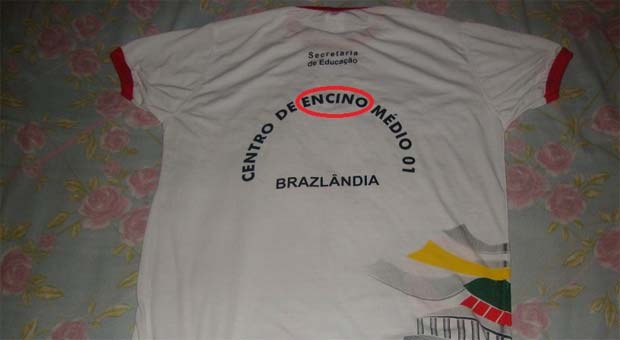 Secretaria
de Educação
CENTRO DE ENCINO MÉDIO 01
BRAZLÂNDIA